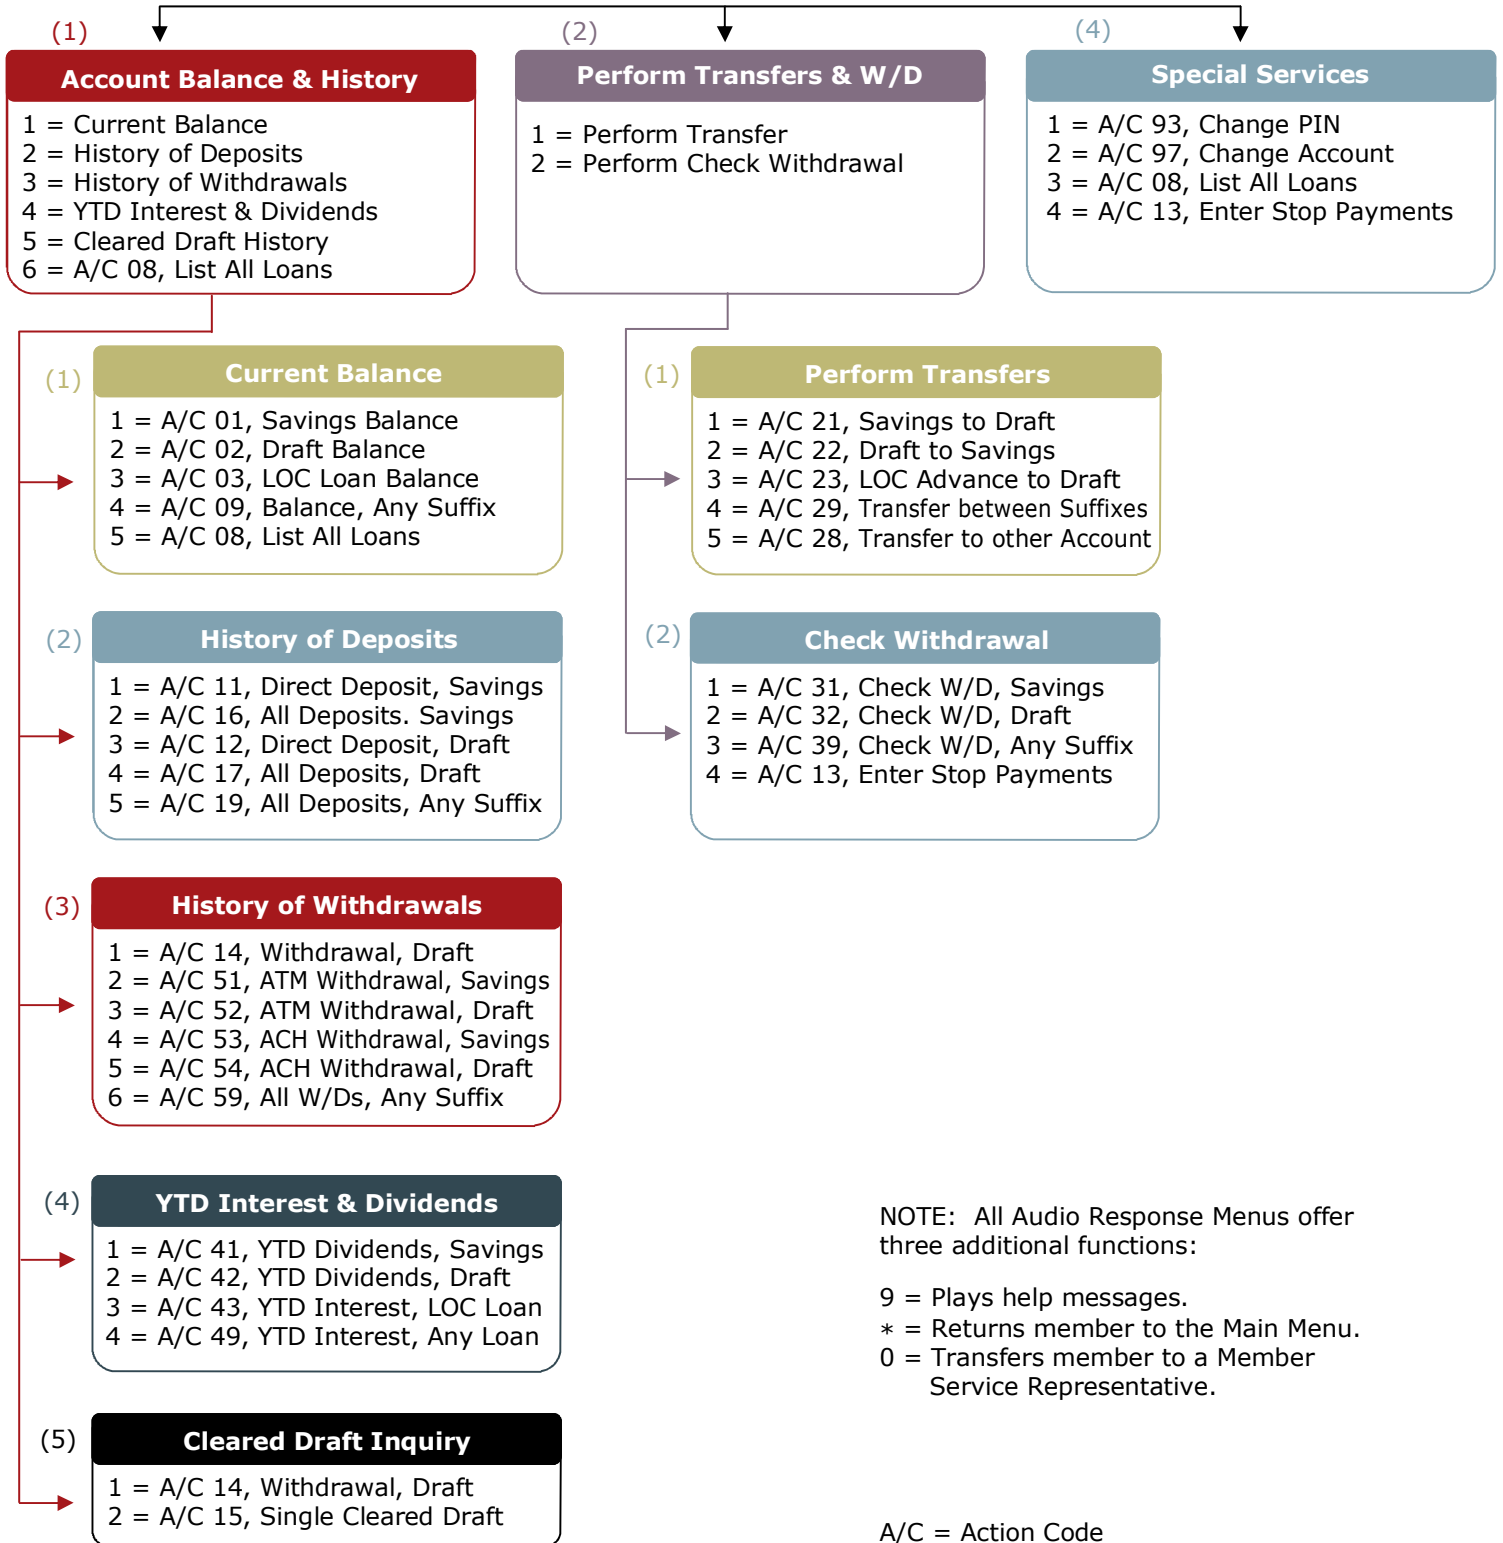 (1)
Account Balance & History
1 = Current Balance
2 = History of Deposits
3 = History of Withdrawals
4 = YTD Interest & Dividends
5 = Cleared Draft History
6 = A/C 08, List All Loans
(2)
Perform Transfers & W/D
1 = Perform Transfer
2 = Perform Check Withdrawal
(4)
Special Services
1 = A/C 93, Change PIN
2 = A/C 97, Change Account
3 = A/C 08, List All Loans
4 = A/C 13, Enter Stop Payments
(1)
Current Balance
1 = A/C 01, Savings Balance
2 = A/C 02, Draft Balance
3 = A/C 03, LOC Loan Balance
4 = A/C 09, Balance, Any Suffix
5 = A/C 08, List All Loans
(1)
Perform Transfers
1 = A/C 21, Savings to Draft
2 = A/C 22, Draft to Savings
3 = A/C 23, LOC Advance to Draft
4 = A/C 29, Transfer between Suffixes
5 = A/C 28, Transfer to other Account
(2)
History of Deposits
1 = A/C 11, Direct Deposit, Savings
2 = A/C 16, All Deposits. Savings
3 = A/C 12, Direct Deposit, Draft
4 = A/C 17, All Deposits, Draft
5 = A/C 19, All Deposits, Any Suffix
(2)
Check Withdrawal
1 = A/C 31, Check W/D, Savings
2 = A/C 32, Check W/D, Draft
3 = A/C 39, Check W/D, Any Suffix
4 = A/C 13, Enter Stop Payments
(3)
History of Withdrawals
1 = A/C 14, Withdrawal, Draft
2 = A/C 51, ATM Withdrawal, Savings
3 = A/C 52, ATM Withdrawal, Draft
4 = A/C 53, ACH Withdrawal, Savings
5 = A/C 54, ACH Withdrawal, Draft
6 = A/C 59, All W/Ds, Any Suffix
(4)
YTD Interest & Dividends
1 = A/C 41, YTD Dividends, Savings
2 = A/C 42, YTD Dividends, Draft
3 = A/C 43, YTD Interest, LOC Loan
4 = A/C 49, YTD Interest, Any Loan
NOTE: All Audio Response Menus offer
three additional functions:
9 = Plays help messages.
* = Returns member to the Main Menu.
0 = Transfers member to a Member
Service Representative.
(5)
Cleared Draft Inquiry
1 = A/C 14, Withdrawal, Draft
2 = A/C 15, Single Cleared Draft
A/C = Action Code